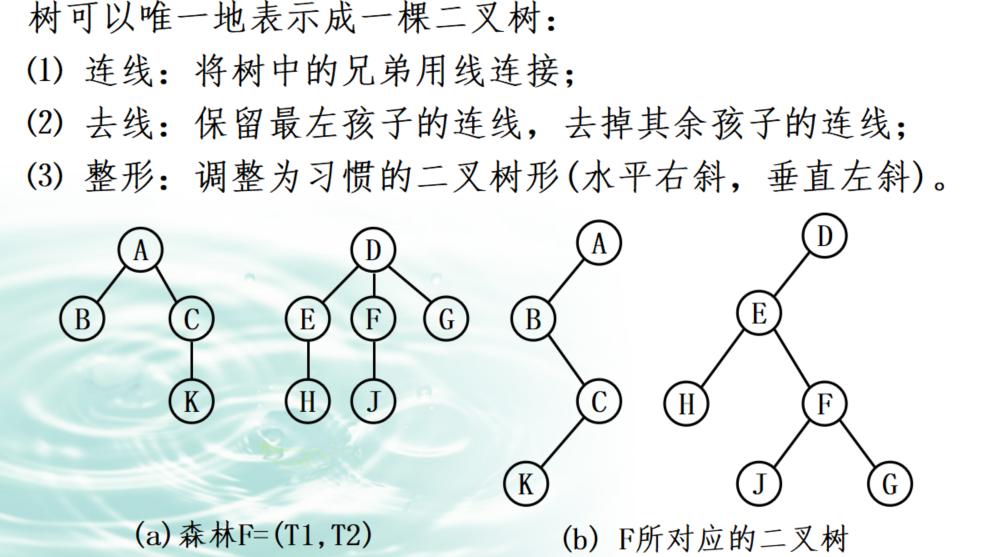 树可以唯一地表示成一棵二叉树：
(1) 连线：将树中的兄弟用线连接；
(2) 去线：保留最左孩子的连线，去掉其余孩子的连线；
(3) 整形：调整为习惯的二叉树形(水平右斜，垂直左斜)。
A
B
C
K
D
E
F
G
H
J
(a)森林F=(T1,T2)
A
B
C
K
D
E
H
F
J
G
(b) F所对应的二叉树